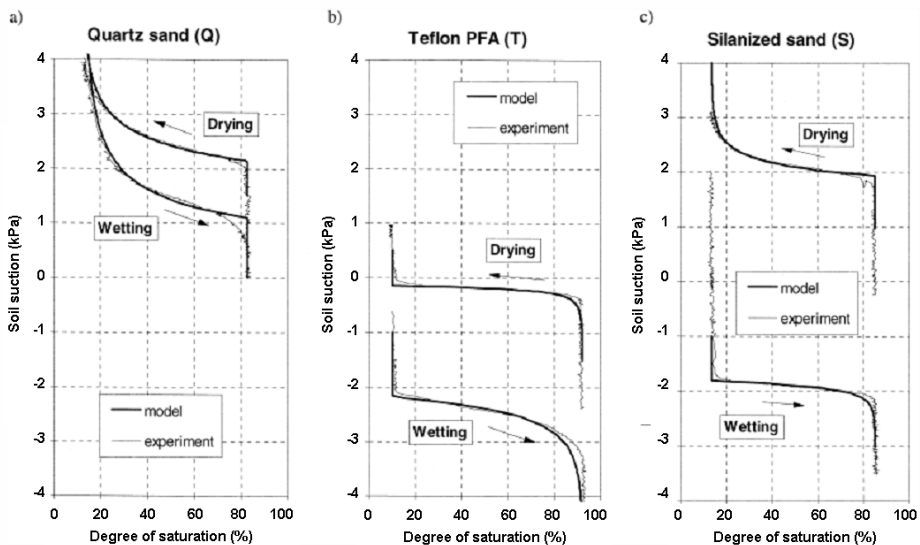 a)
Quartz sand (Q)
4
3
2
1
0
-1
-2
-3
-4
Soil suction (kPa)
Drying
Wetting
model
experiment
0 20 40 60 80 100
Degree of saturation (%)
b)
Teflon PFA (T)
4
3
2
1
0
-1
-2
-3
-4
Soil suction (kPa)
model
experiment
Drying
Wetting
0 20 40 60 80 100
Degree of saturation (%)
c)
Silanized sand (S)
4
3
2
1
0
-1
-2
-3
-4
Soil suction (kPa)
Drying
model
experiment
Wetting
0 20 40 60 80 100
Degree of saturation (%)